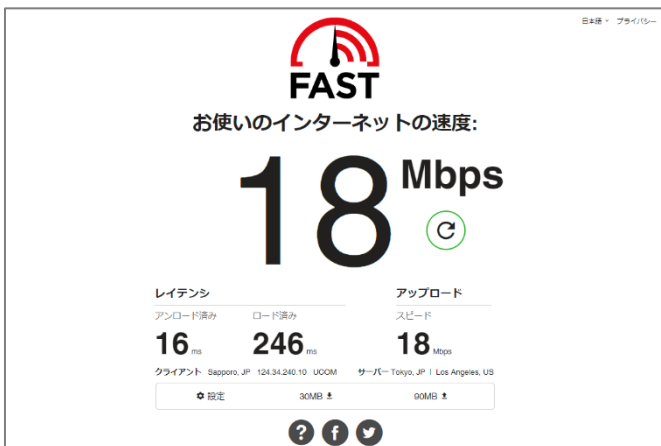 日本語 プライバシー
FAST
お使いのインターネットの速度:
18 Mbps
レイテンシ アップロード
アンロード済み ロード済み スピード
16 ms 246 ms 18 Mbps
クライアント Sapporo, JP 124.34.240.10 UCOM サーバー Tokyo, JP | Los Angeles, US
設定 30MB 90MB
? f